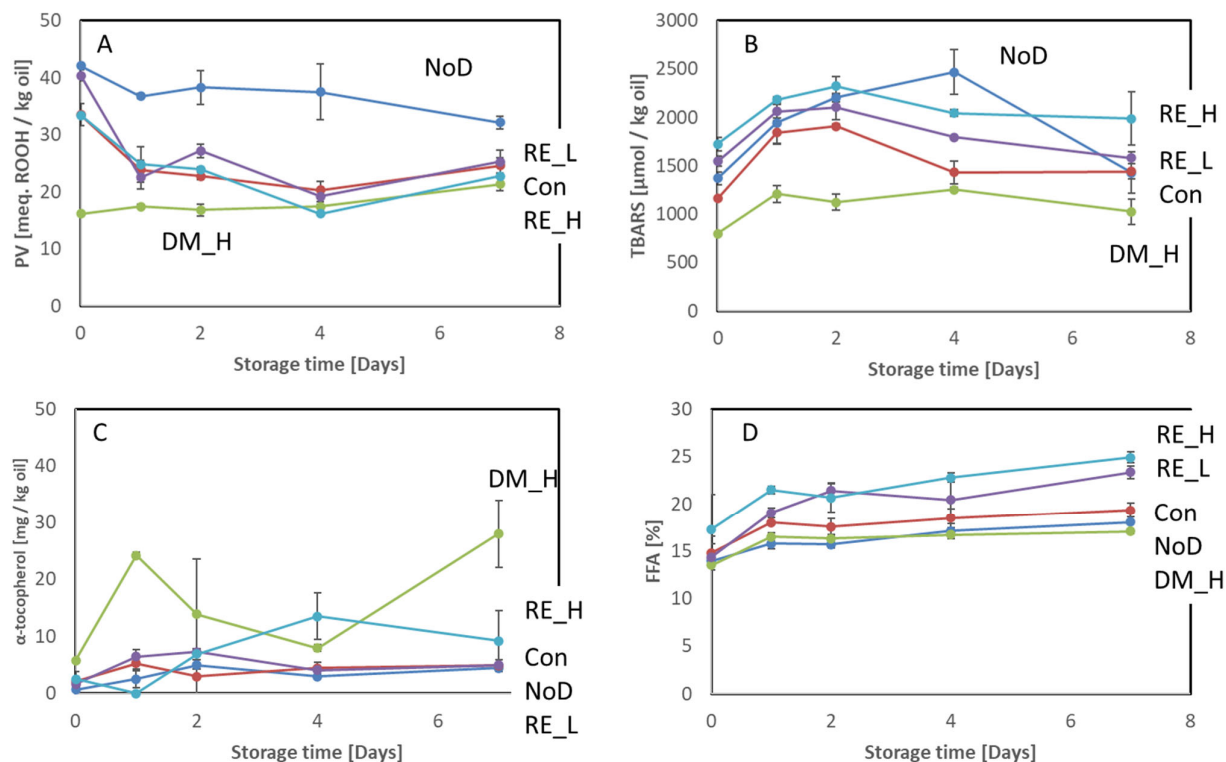 A
NoD
RE_L
Con
RE_H
DM_H
PV [meq. ROOH / kg oil]
50
40
30
20
10
0
0 2 4 6 8
Storage time [Days]
B
NoD
RE_H
RE_L
Con
DM_H
TBARS [µmol / kg oil]
3000
2500
2000
1500
1000
500
0
0 2 4 6 8
Storage time [Days]
C
DM_H
RE_H
Con
NoD
RE_L
α-tocopherol [mg / kg oil]
50
40
30
20
10
0
0 2 4 6
Storage time [Days]
D
RE_H
RE_L
Con
NoD
DM_H
FFA [%]
30
25
20
15
10
5
0
0 2 4 6 8
Storage time [Days]